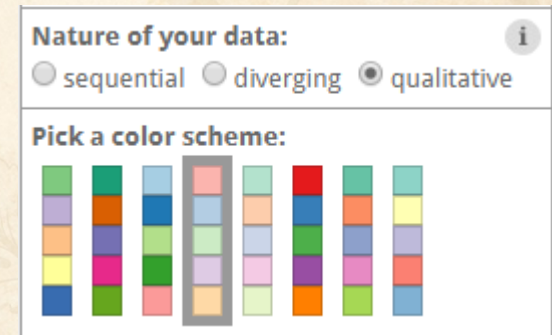 Nature of your data: i
sequential diverging qualitative
Pick a color scheme: